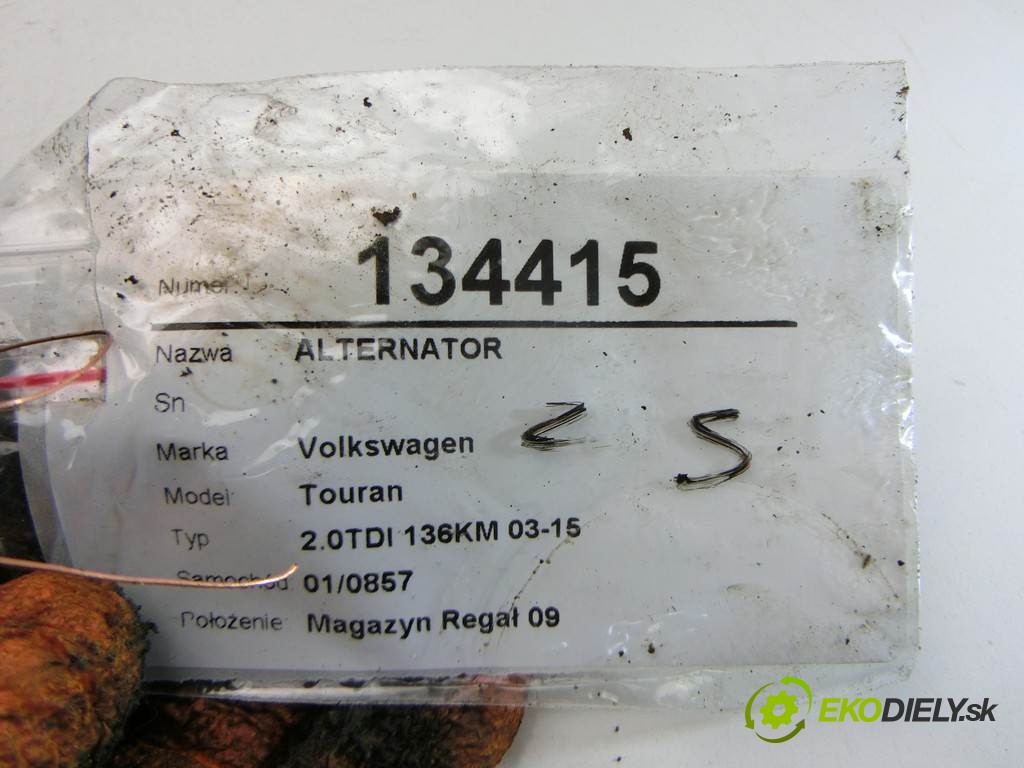 Numer 134415
Nazwa ALTERNATOR
Sn
Marka Volkswagen
Model Touran
Typ 2.0TDI 136KM 03-15
Samochód 01/0857
Położenie Magazyn Regał 09
Z S
EKODIELY.sk